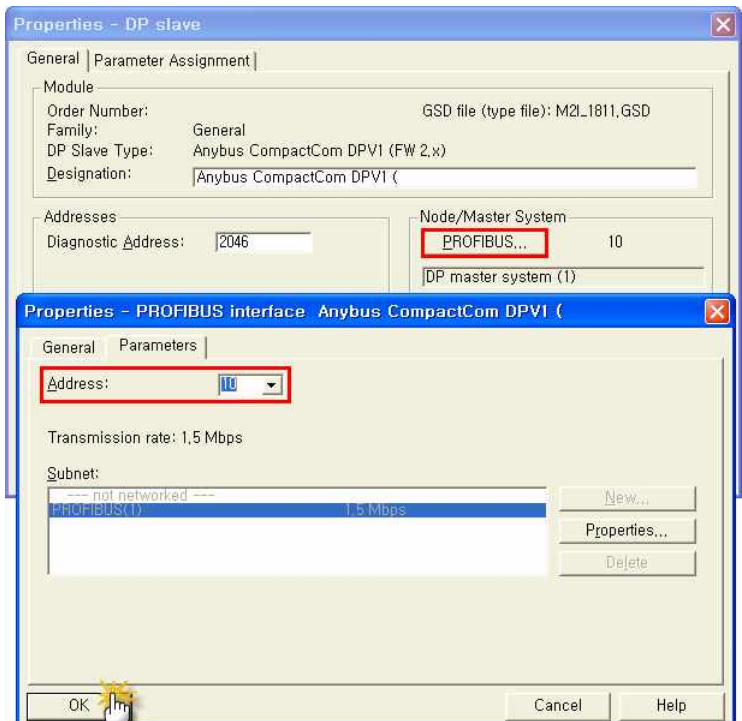 Properties - DP slave
General Parameter Assignment
Module
Order Number: GSD file (type file): M2I_1811,GSD
Family: General
DP Slave Type: Anybus CompactCom DPV1 (FW 2,x)
Designation: Anybus CompactCom DPV1 (
Addresses
Diagnostic Address: 2046
Node/Master System
PROFIBUS... 10
DP master system (1)
Properties - PROFIBUS interface Anybus CompactCom DPV1 (
General Parameters
Address: 10
Transmission rate: 1,5 Mbps
Subnet:
--- not networked ---
PROFIBUS(1) 1,5 Mbps
New...
Properties...
Delete
OK Cancel Help